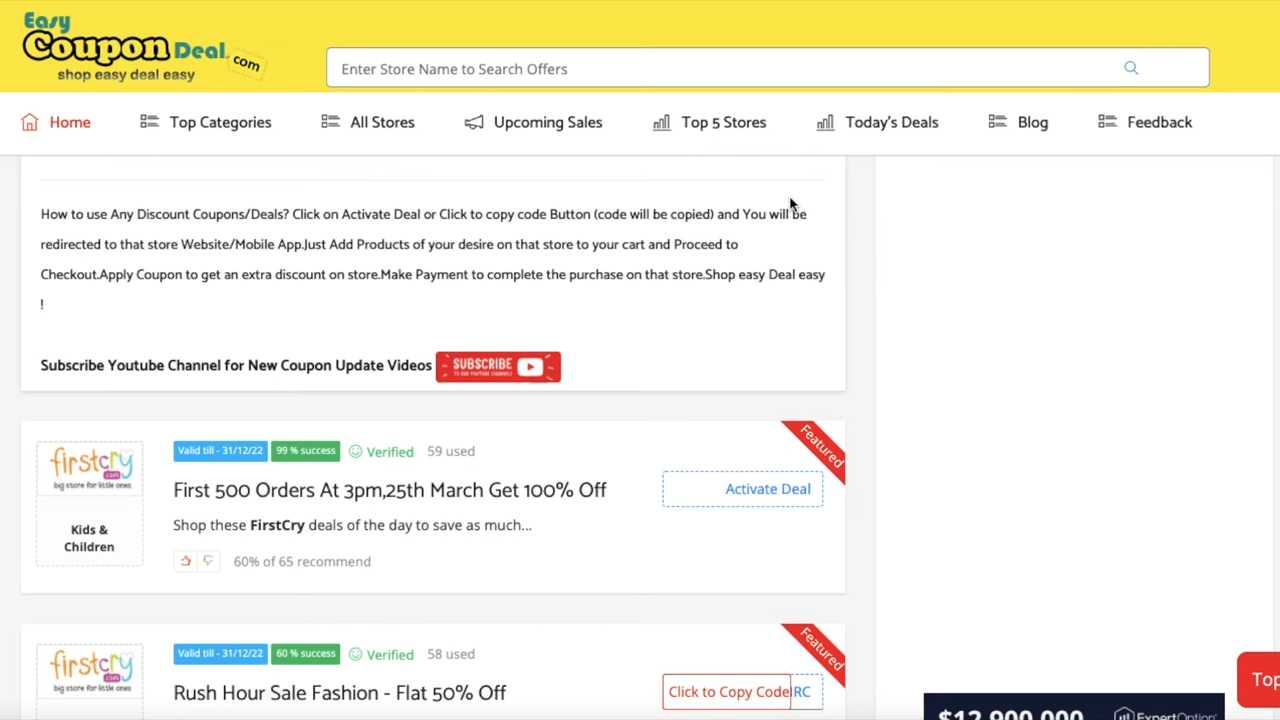 Easy
Coupon Deal.com
shop easy deal easy
Enter Store Name to Search Offers
Home
Top Categories
All Stores
Upcoming Sales
Top 5 Stores
Today's Deals
Blog
Feedback
How to use Any Discount Coupons/Deals? Click on Activate Deal or Click to copy code Button (code will be copied) and You will be
redirected to that store Website/Mobile App.Just Add Products of your desire on that store to your cart and Proceed to
Checkout.Apply Coupon to get an extra discount on store.Make Payment to complete the purchase on that store.Shop easy Deal easy
!
Subscribe Youtube Channel for New Coupon Update Videos
SUBSCRIBE
TO OUR YOUTUBE CHANNEL
firstcry
.com
big store for little ones
Kids &
Children
Valid till - 31/12/22
99 % success
Verified
59 used
First 500 Orders At 3pm,25th March Get 100% Off
Shop these FirstCry deals of the day to save as much...
60% of 65 recommend
Featured
Activate Deal
firstcry
.com
big store for little ones
Valid till - 31/12/22
60 % success
Verified
58 used
Rush Hour Sale Fashion - Flat 50% Off
Featured
Click to Copy Code
IRC
Top
$12,900,000
ExpertOption